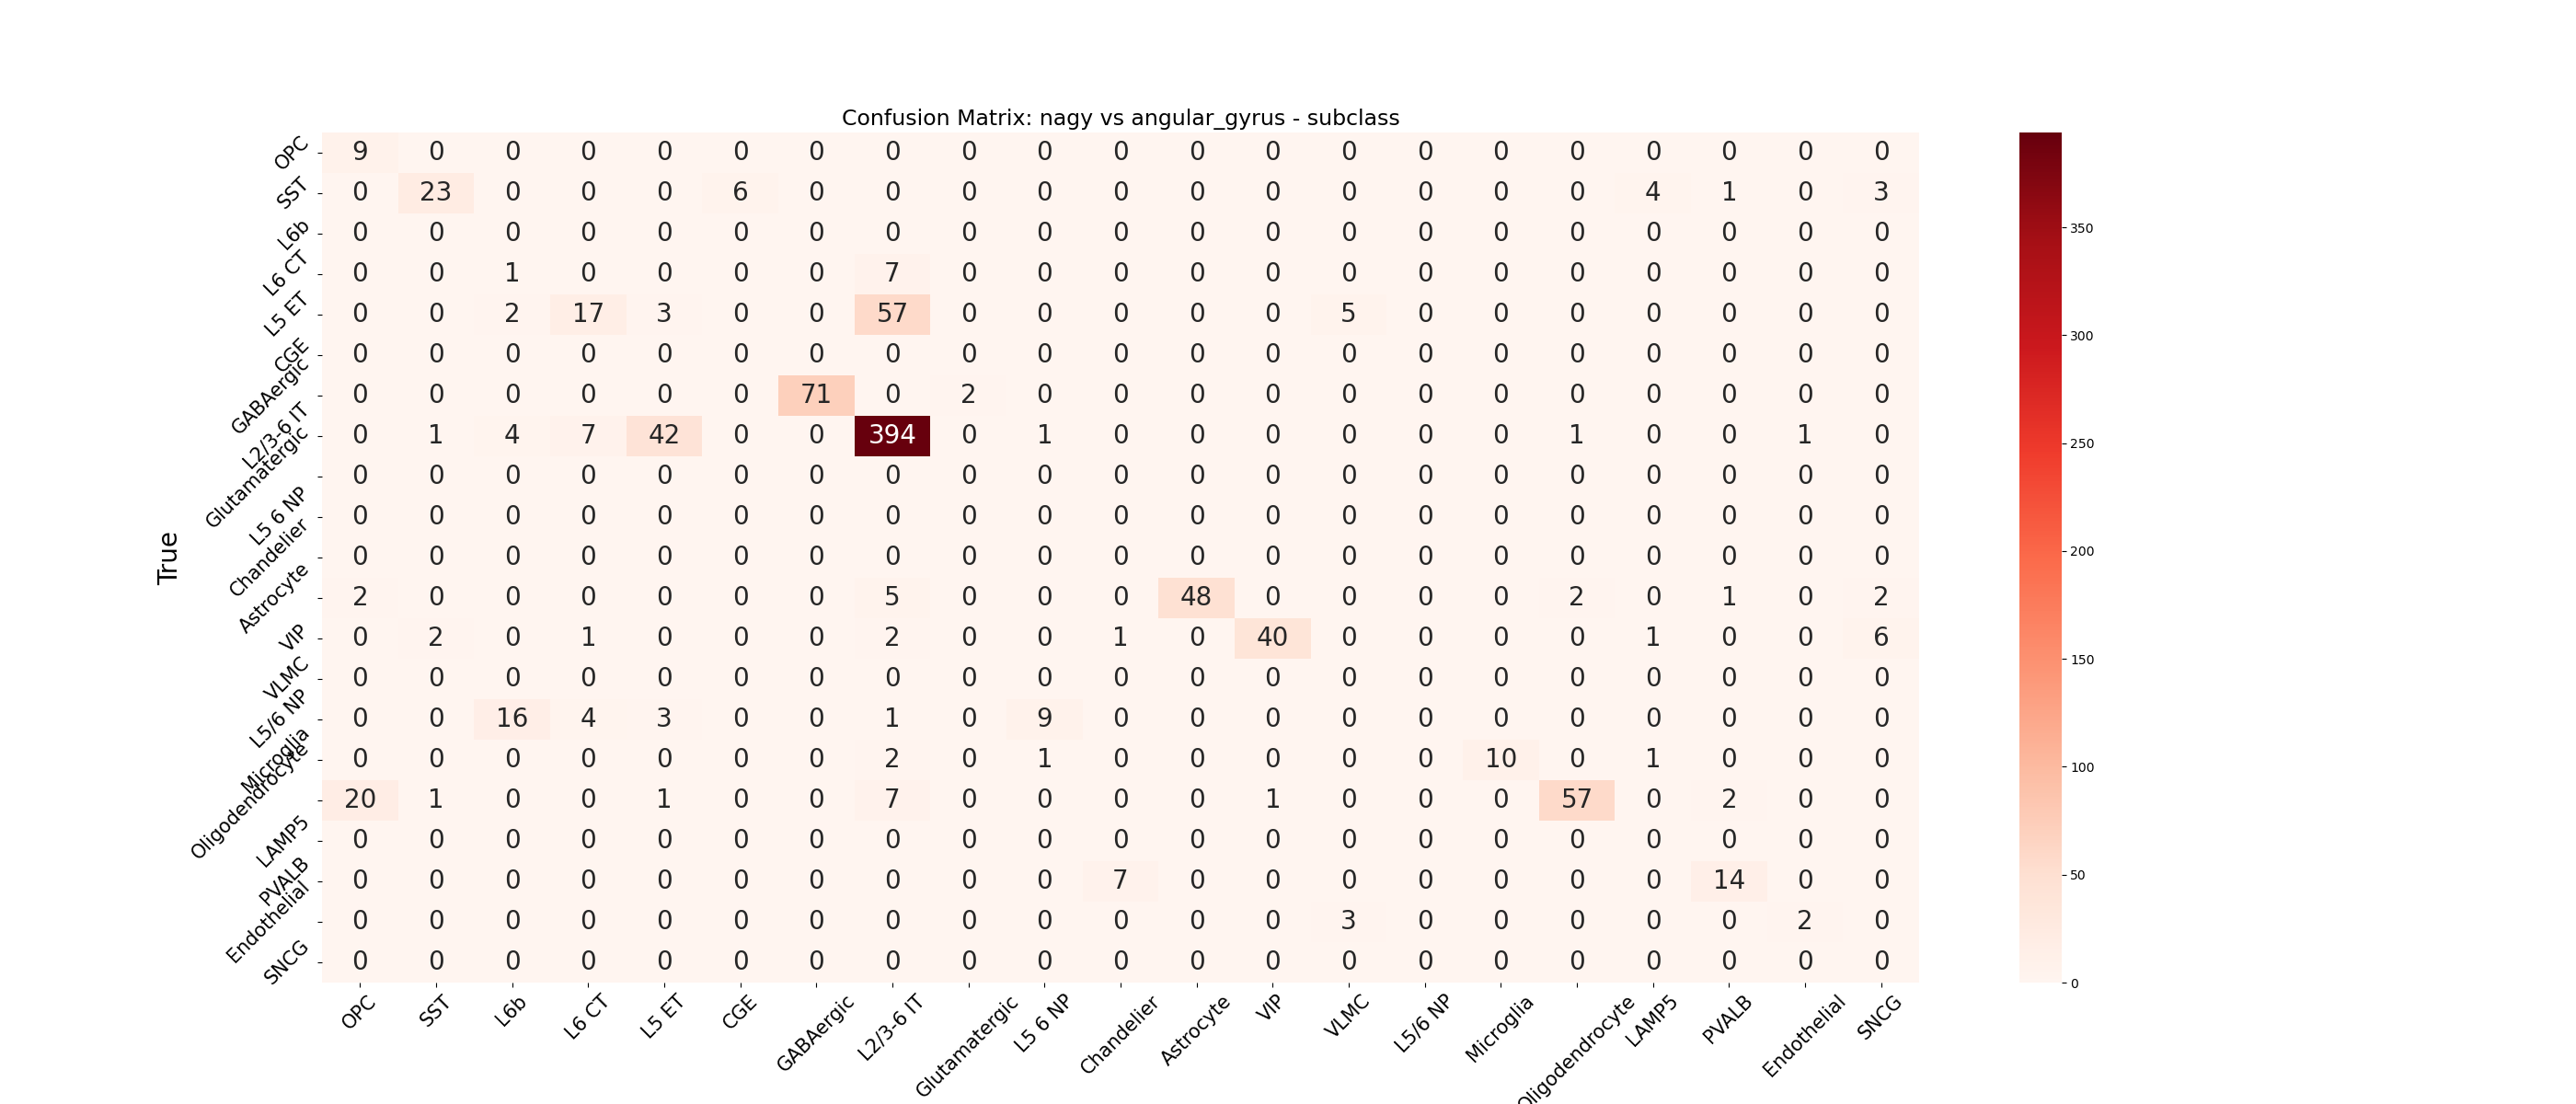 Confusion Matrix: nagy vs angular_gyrus - subclass
True
OPC 9 0 0 0 0 0 0 0 0 0 0 0 0 0 0 0 0 0 0 0 0
SST 0 23 0 0 0 6 0 0 0 0 0 0 0 0 0 0 0 4 1 0 3
L6b 0 0 0 0 0 0 0 0 0 0 0 0 0 0 0 0 0 0 0 0 0
L6 CT 0 0 1 0 0 0 0 7 0 0 0 0 0 0 0 0 0 0 0 0 0
L5 ET 0 0 2 17 3 0 0 57 0 0 0 0 0 5 0 0 0 0 0 0 0
CGE 0 0 0 0 0 0 0 0 0 0 0 0 0 0 0 0 0 0 0 0 0
GABAergic 0 0 0 0 0 0 71 0 2 0 0 0 0 0 0 0 0 0 0 0 0
L2/3-6 IT 0 1 4 7 42 0 0 394 0 1 0 0 0 0 0 0 1 0 0 1 0
Glutamatergic 0 0 0 0 0 0 0 0 0 0 0 0 0 0 0 0 0 0 0 0 0
L5 6 NP 0 0 0 0 0 0 0 0 0 0 0 0 0 0 0 0 0 0 0 0 0
Chandelier 0 0 0 0 0 0 0 0 0 0 0 0 0 0 0 0 0 0 0 0 0
Astrocyte 2 0 0 0 0 0 0 5 0 0 0 48 0 0 0 0 2 0 1 0 2
VIP 0 2 0 1 0 0 0 2 0 0 1 0 40 0 0 0 0 1 0 0 6
VLMC 0 0 0 0 0 0 0 0 0 0 0 0 0 0 0 0 0 0 0 0 0
L5/6 NP 0 0 16 4 3 0 0 1 0 9 0 0 0 0 0 0 0 0 0 0 0
Microglia 0 0 0 0 0 0 0 2 0 1 0 0 0 0 0 10 0 1 0 0 0
Oligodendrocyte 20 1 0 0 1 0 0 7 0 0 0 0 1 0 0 0 57 0 2 0 0
LAMP5 0 0 0 0 0 0 0 0 0 0 0 0 0 0 0 0 0 0 0 0 0
PVALB 0 0 0 0 0 0 0 0 0 0 7 0 0 0 0 0 0 0 14 0 0
Endothelial 0 0 0 0 0 0 0 0 0 0 0 0 0 3 0 0 0 0 0 2 0
SNCG 0 0 0 0 0 0 0 0 0 0 0 0 0 0 0 0 0 0 0 0 0
OPC SST L6b L6 CT L5 ET CGE GABAergic L2/3-6 IT Glutamatergic L5 6 NP Chandelier Astrocyte VIP VLMC L5/6 NP Microglia Oligodendrocyte LAMP5 PVALB Endothelial SNCG
350
300
250
200
150
100
50
0